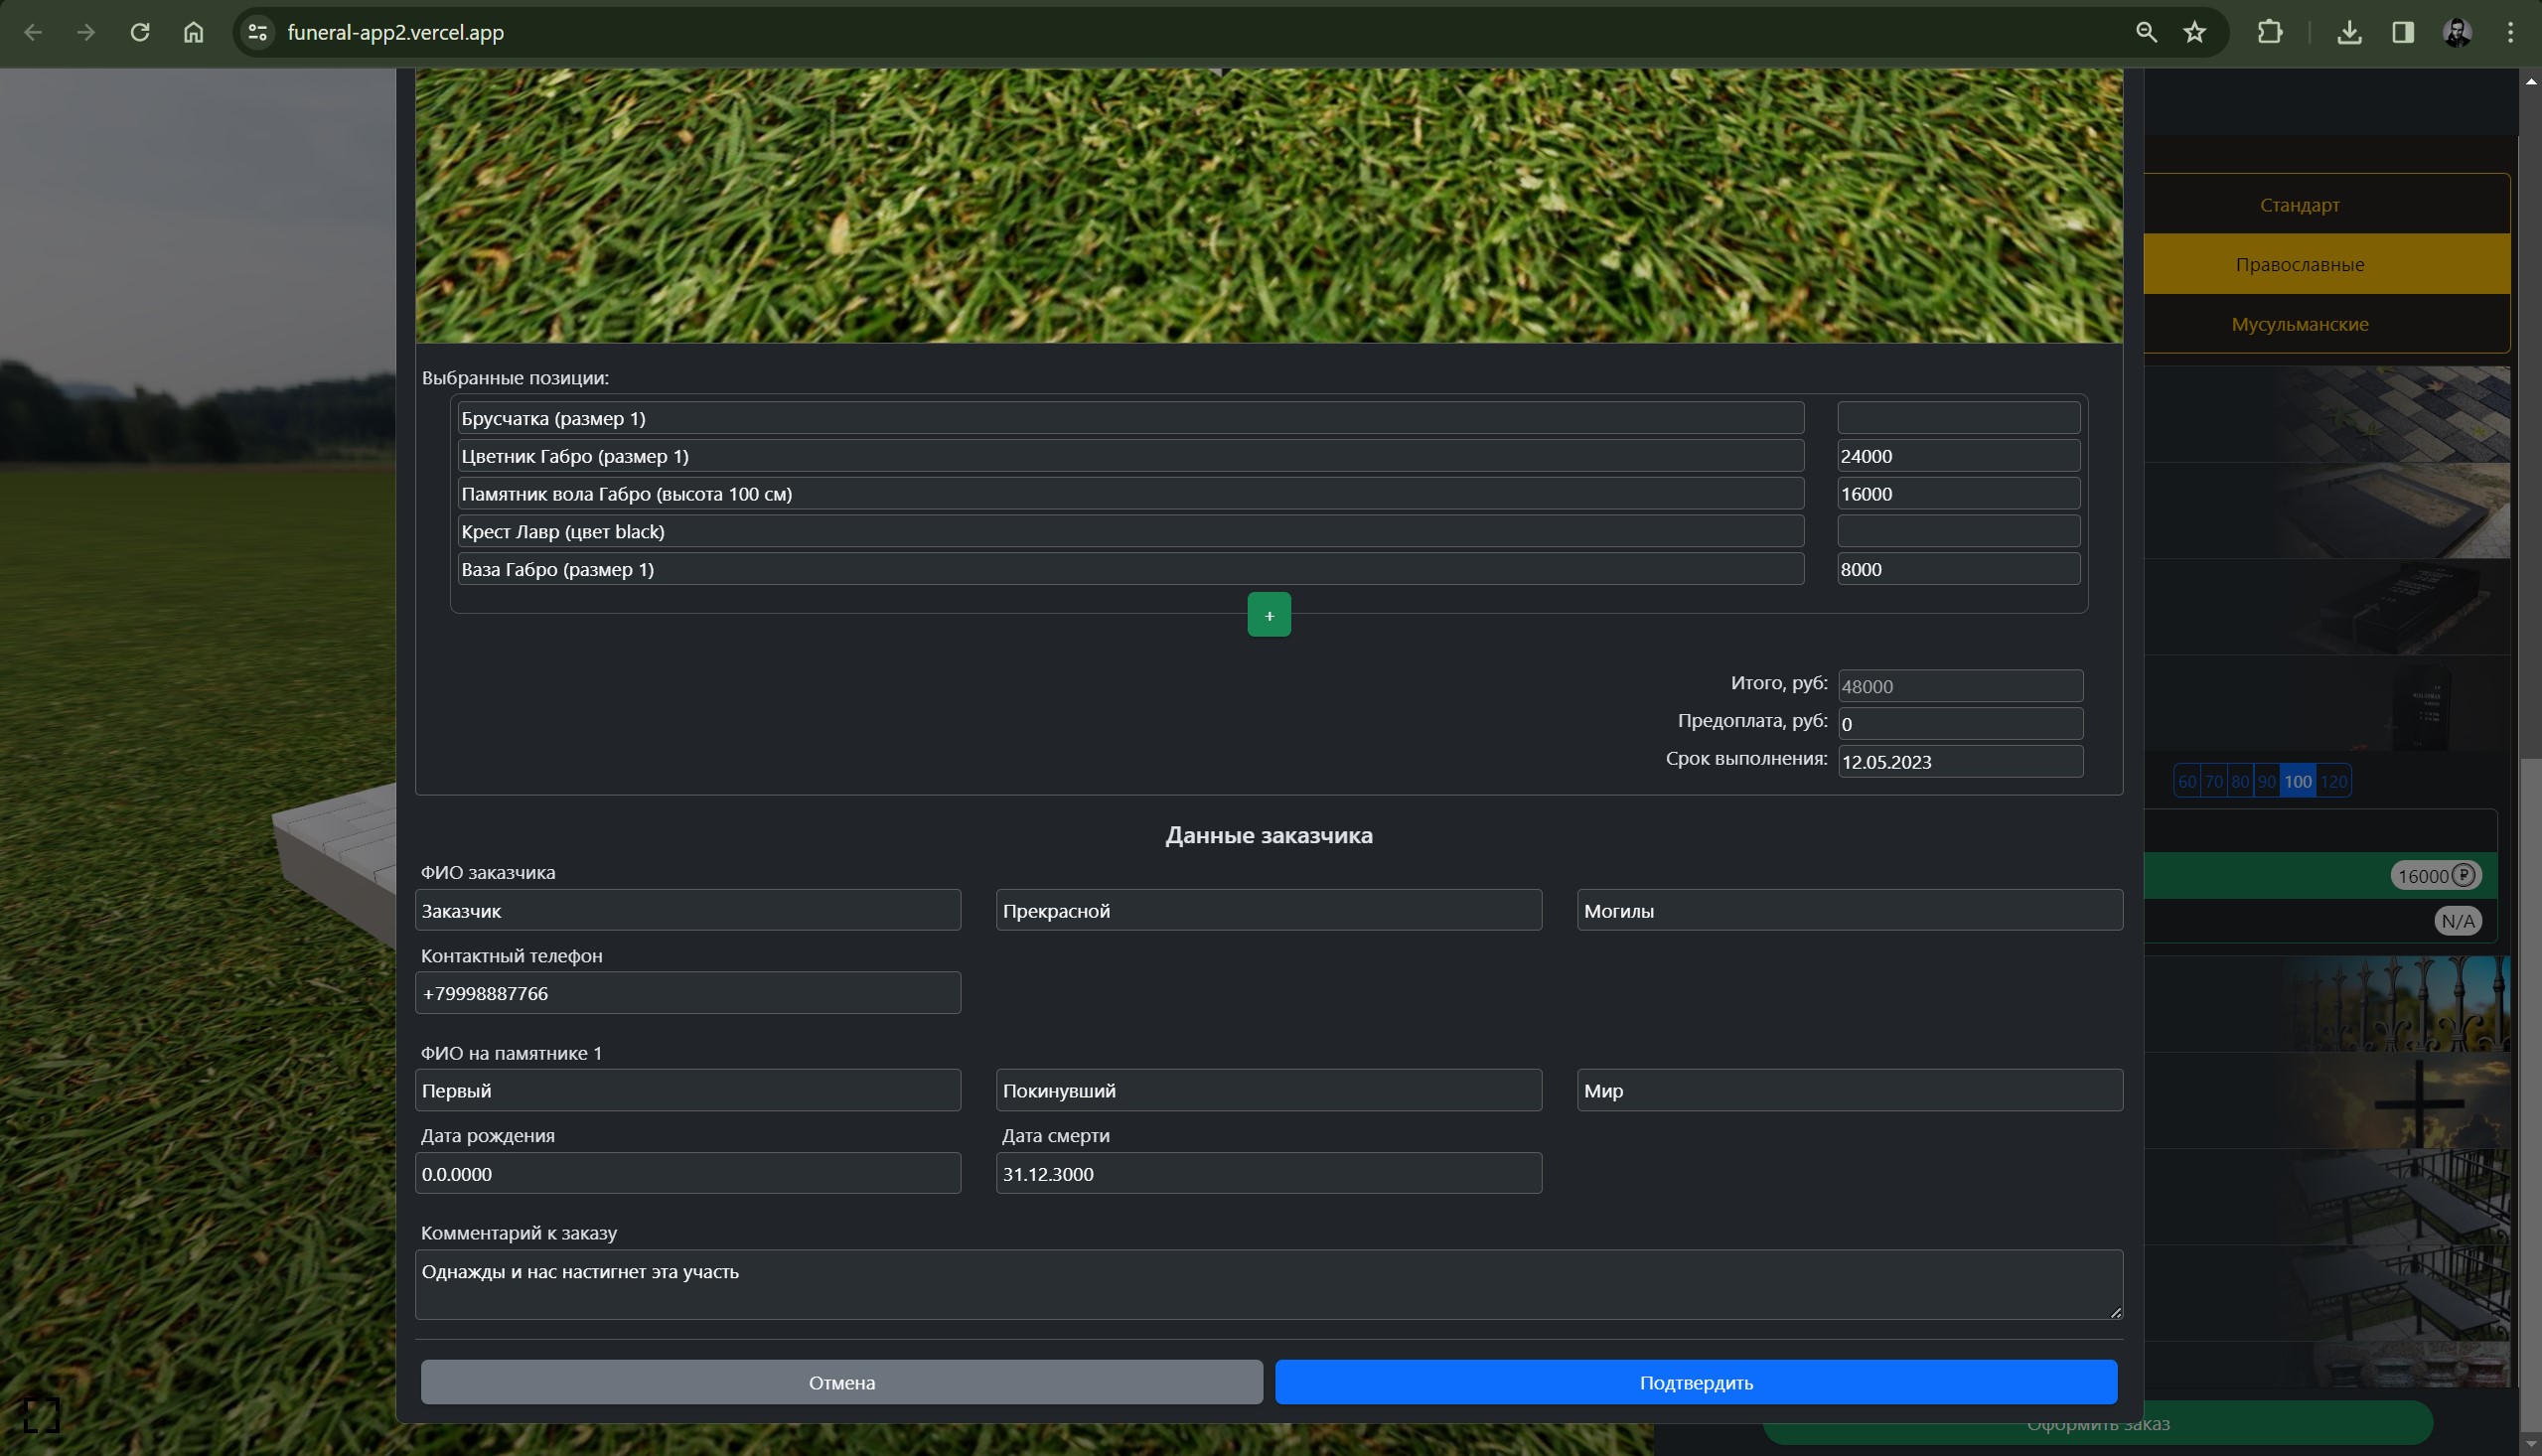 funeral-app2.vercel.app
Стандарт
Православные
Мусульманские
Выбранные позиции:
Брусчатка (размер 1)
Цветник Габро (размер 1) 24000
Памятник вола Габро (высота 100 см) 16000
Крест Лавр (цвет black)
Ваза Габро (размер 1) 8000
+
Итого, руб: 48000
Предоплата, руб: 0
Срок выполнения: 12.05.2023
60 70 80 90 100 120
16000 ₽
N/A
Данные заказчика
ФИО заказчика
Заказчик Прекрасной Могилы
Контактный телефон
+79998887766
ФИО на памятнике 1
Первый Покинувший Мир
Дата рождения Дата смерти
0.0.0000 31.12.3000
Комментарий к заказу
Однажды и нас настигнет эта участь
Отмена Подтвердить
Оформить заказ